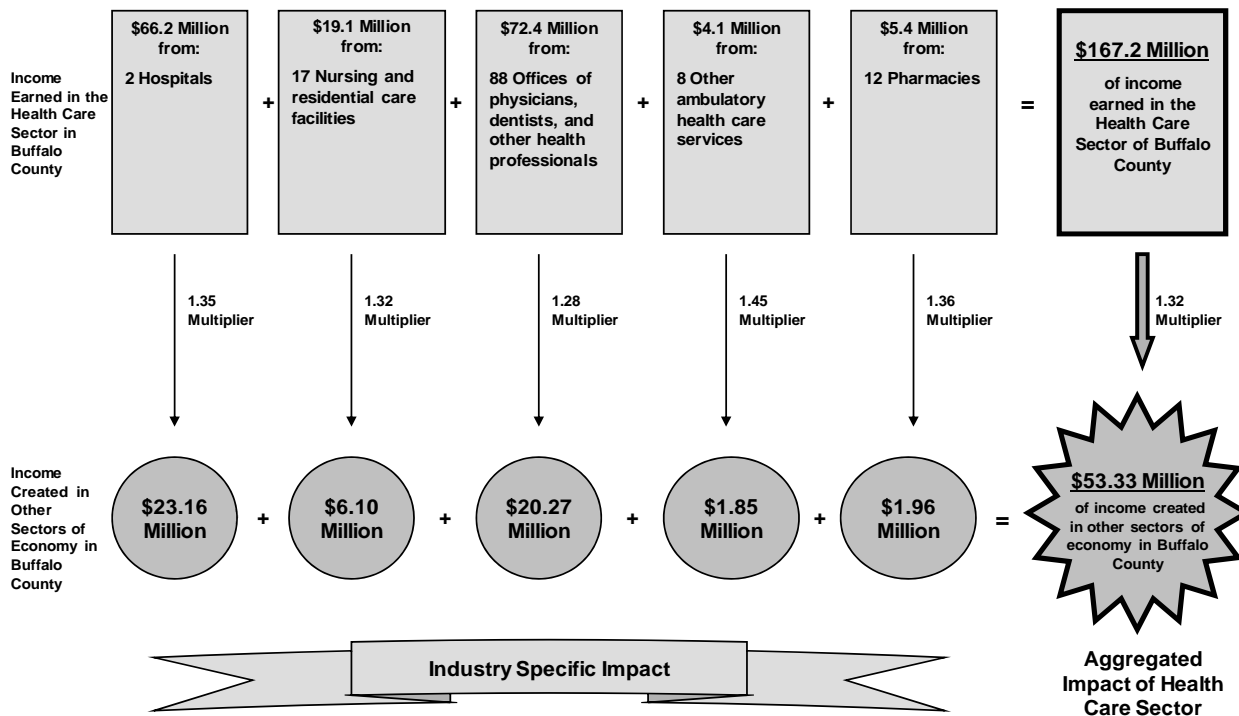 Income
Earned in the
Health Care
Sector in
Buffalo
County
$66.2 Million
from:
2 Hospitals
+
$19.1 Million
from:
17 Nursing and
residential care
facilities
+
$72.4 Million
from:
88 Offices of
physicians,
dentists, and
other health
professionals
+
$4.1 Million
from:
8 Other
ambulatory
health care
services
+
$5.4 Million
from:
12 Pharmacies
=
$167.2 Million
of income
earned in the
Health Care
Sector of Buffalo
County
1.35
Multiplier
1.32
Multiplier
1.28
Multiplier
1.45
Multiplier
1.36
Multiplier
1.32
Multiplier
Income
Created in
Other
Sectors of
Economy in
Buffalo
County
$23.16
Million
+
$6.10
Million
+
$20.27
Million
+
$1.85
Million
+
$1.96
Million
=
$53.33 Million
of income created
in other sectors of
economy in Buffalo
County
Industry Specific Impact
Aggregated
Impact of Health
Care Sector